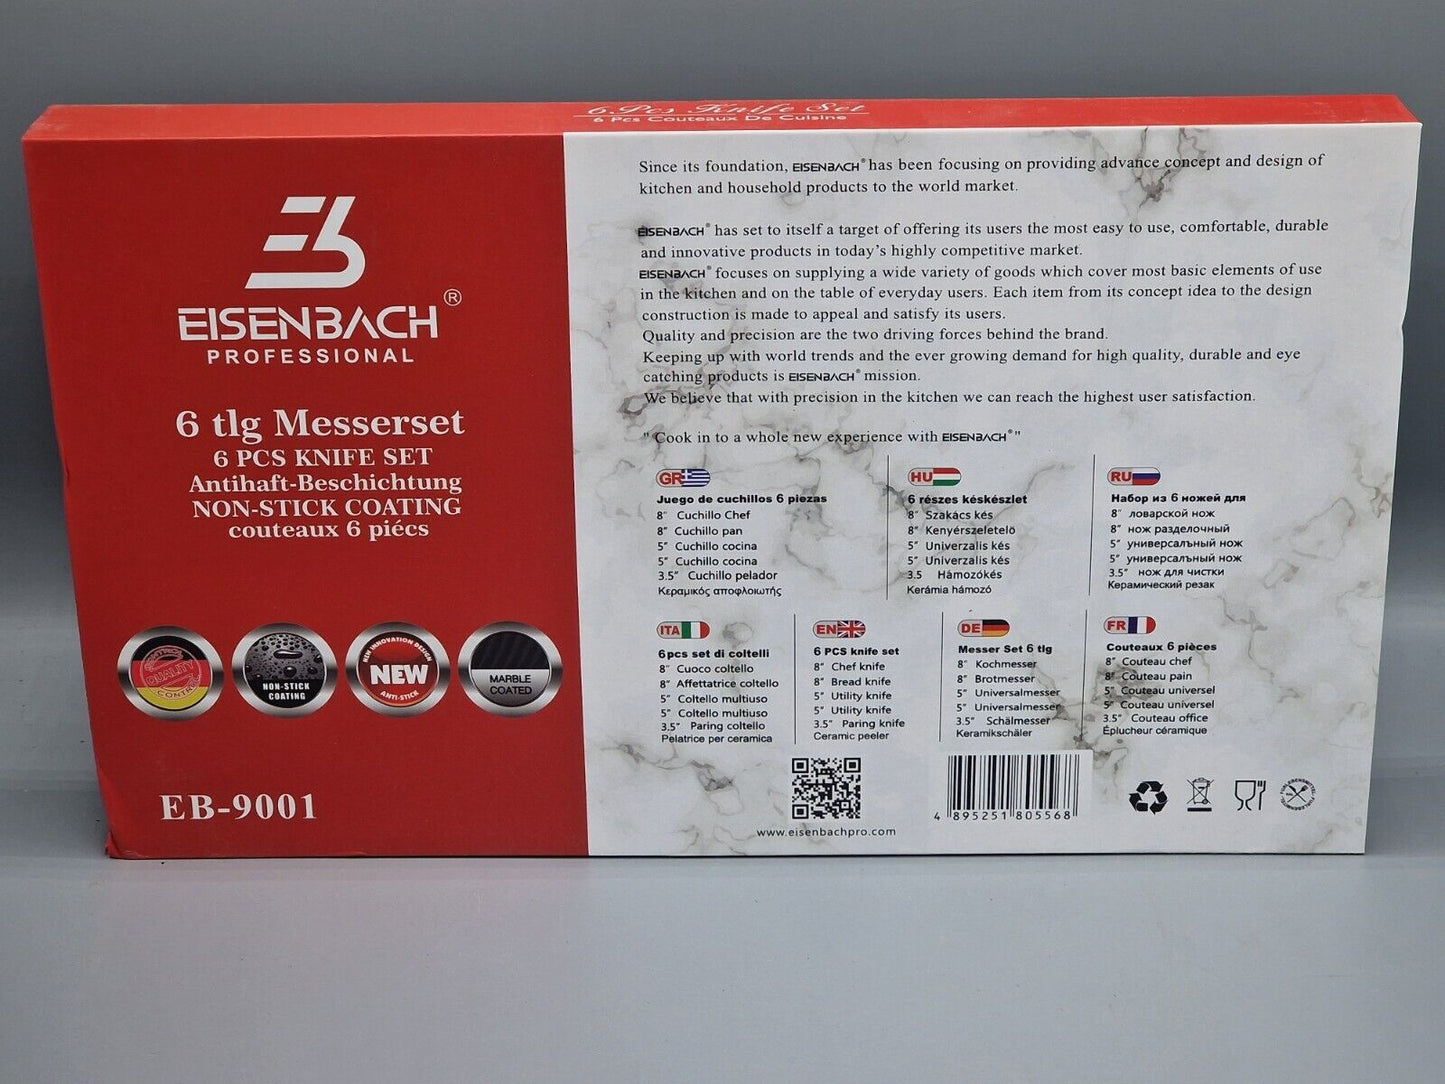 6 Pcs Knife Set
6 Pcs Couteaux De Cuisine
EISENBACH®
PROFESSIONAL
6 tlg Messerset
6 PCS KNIFE SET
Antihaft-Beschichtung
NON-STICK COATING
couteaux 6 piécs
QUALITY
CONTROL
NON-STICK
COATING
NEW INNOVATION DESIGN
NEW
ANTI-STICK
MARBLE
COATED
EB-9001
Since its foundation, EISENBACH® has been focusing on providing advance concept and design of
kitchen and household products to the world market.
EISENBACH® has set to itself a target of offering its users the most easy to use, comfortable, durable
and innovative products in today's highly competitive market.
EISENBACH® focuses on supplying a wide variety of goods which cover most basic elements of use
in the kitchen and on the table of everyday users. Each item from its concept idea to the design
construction is made to appeal and satisfy its users.
Quality and precision are the two driving forces behind the brand.
Keeping up with world trends and the ever growing demand for high quality, durable and eye
catching products is EISENBACH® mission.
We believe that with precision in the kitchen we can reach the highest user satisfaction.
" Cook in to a whole new experience with EISENBACH® "
GR
Juego de cuchillos 6 piezas
8" Cuchillo Chef
8" Cuchillo pan
5" Cuchillo cocina
5" Cuchillo cocina
3.5" Cuchillo pelador
Κεραμικός αποφλοιωτής
HU
6 részes késkészlet
8" Szakács kés
8" Kenyérszeletelö
5" Univerzalis kés
5" Univerzalis kés
3.5 Hámozókés
Kerámia hámozó
RU
Набор из 6 ножей для
8" ловарской нож
8" нож разделочный
5" универсалъный нож
5" универсалъный нож
3.5" нож для чистки
Керамический резак
ITA
6pcs set di coltelli
8" Cuoco coltello
8" Affettatrice coltello
5" Coltello multiuso
5" Coltello multiuso
3.5" Paring coltello
Pelatrice per ceramica
EN
6 PCS knife set
8" Chef knife
8" Bread knife
5" Utility knife
5" Utility knife
3.5" Paring knife
Ceramic peeler
DE
Messer Set 6 tlg
8" Kochmesser
8" Brotmesser
5" Universalmesser
5" Universalmesser
3.5" Schälmesser
Keramikschäler
FR
Couteaux 6 pièces
8" Couteau chef
8" Couteau pain
5" Couteau universel
5" Couteau universel
3.5" Couteau office
Éplucheur céramique
www.eisenbachpro.com
4 895251 805568